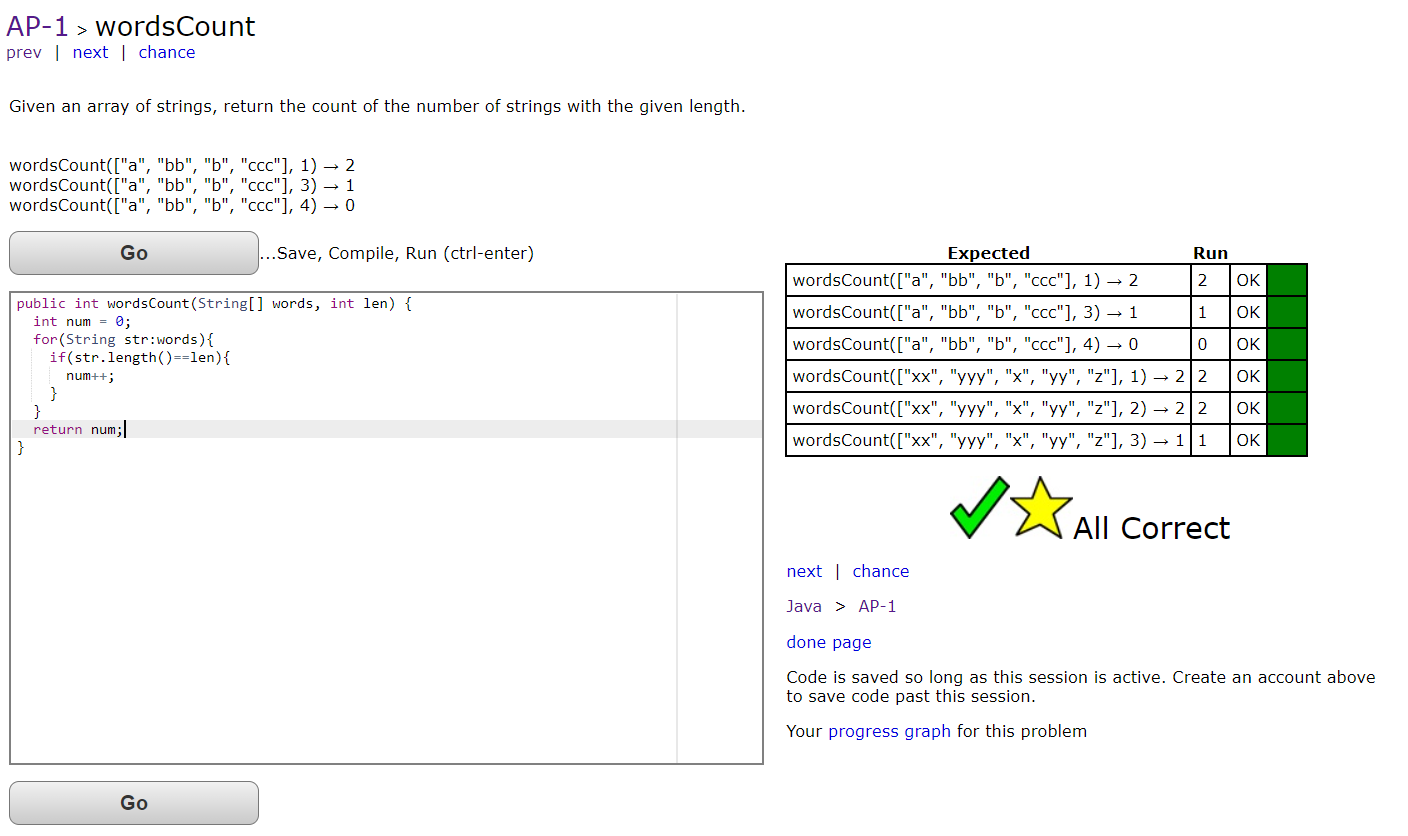 AP-1 > wordsCount
prev | next | chance
Given an array of strings, return the count of the number of strings with the given length.
wordsCount(["a", "bb", "b", "ccc"], 1) → 2
wordsCount(["a", "bb", "b", "ccc"], 3) → 1
wordsCount(["a", "bb", "b", "ccc"], 4) → 0
Go ...Save, Compile, Run (ctrl-enter)
public int wordsCount(String[] words, int len) {
  int num = 0;
  for(String str:words){
    if(str.length()==len){
      num++;
    }
  }
  return num;
}
Go
Expected Run
wordsCount(["a", "bb", "b", "ccc"], 1) → 2 2 OK
wordsCount(["a", "bb", "b", "ccc"], 3) → 1 1 OK
wordsCount(["a", "bb", "b", "ccc"], 4) → 0 0 OK
wordsCount(["xx", "yyy", "x", "yy", "z"], 1) → 2 2 OK
wordsCount(["xx", "yyy", "x", "yy", "z"], 2) → 2 2 OK
wordsCount(["xx", "yyy", "x", "yy", "z"], 3) → 1 1 OK
All Correct
next | chance
Java > AP-1
done page
Code is saved so long as this session is active. Create an account above
to save code past this session.
Your progress graph for this problem